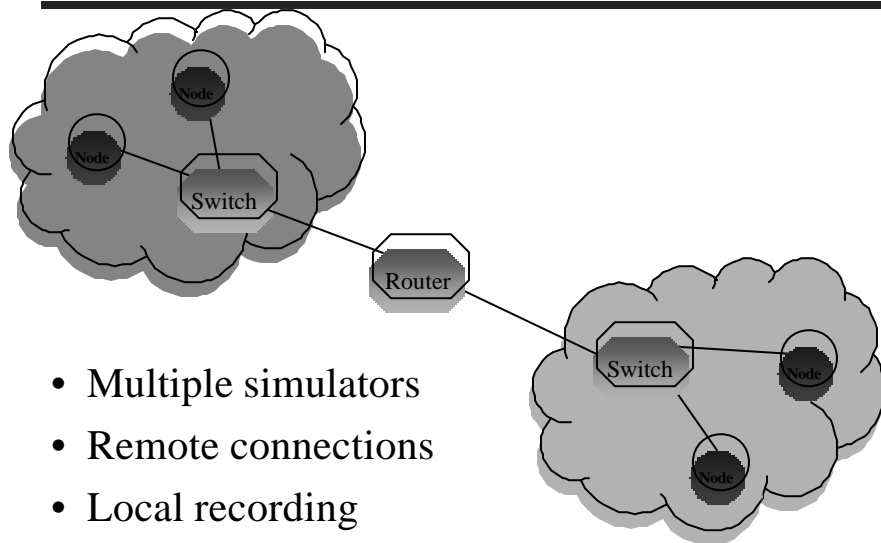 Node
Node
Switch
Router
Switch
Node
Node
• Multiple simulators
• Remote connections
• Local recording